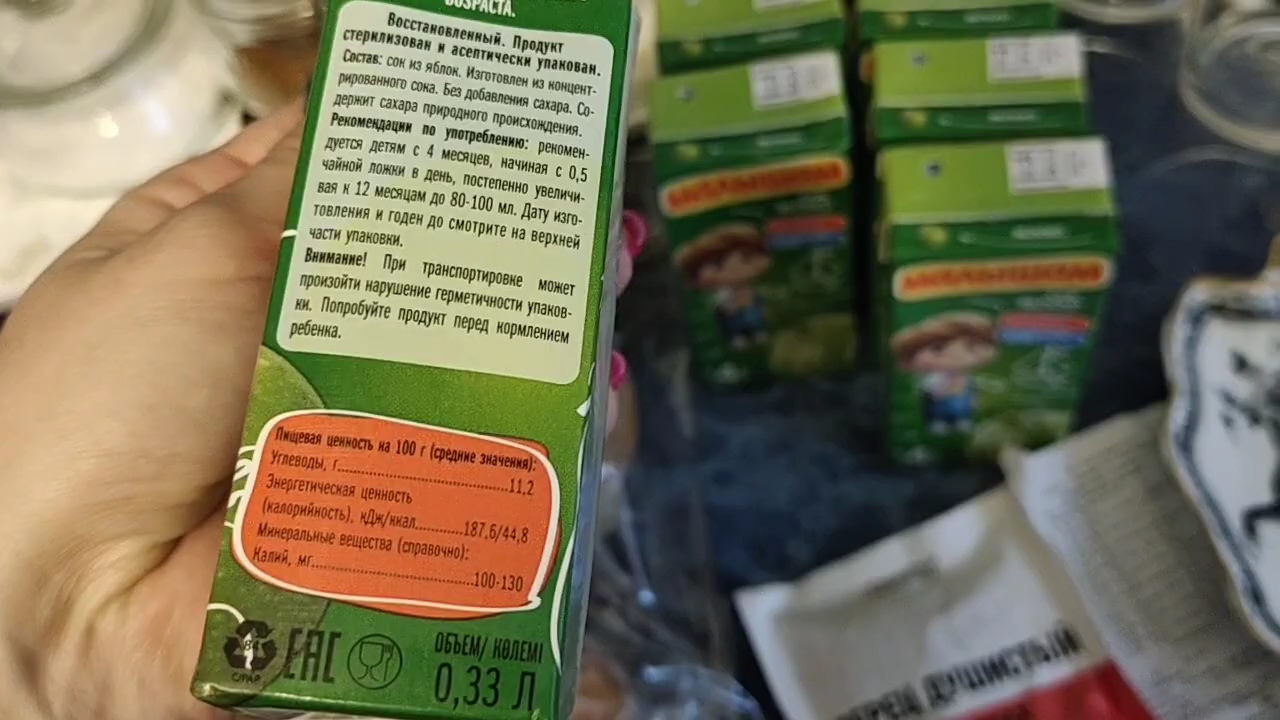 ВОЗРАСТА.
Восстановленный. Продукт
стерилизован и асептически упакован.
Состав: сок из яблок. Изготовлен из концент-
рированного сока. Без добавления сахара. Со-
держит сахара природного происхождения.
Рекомендации по употреблению: рекомен-
дуется детям с 4 месяцев, начиная с 0,5
чайной ложки в день, постепенно увеличи-
вая к 12 месяцам до 80-100 мл. Дату изго-
товления и годен до смотрите на верхней
части упаковки.
Внимание! При транспортировке может
произойти нарушение герметичности упаков-
ки. Попробуйте продукт перед кормлением
ребенка.
Пищевая ценность на 100 г (средние значения):
Углеводы, г..........11,2
Энергетическая ценность
(калорийность), кДж/ккал..........187,6/44,8
Минеральные вещества (справочно):
Калий, мг..........100-130
84
C/PAP
ЕАС
ОБЪЕМ/ КӨЛЕМІ
0,33 Л
ПЕРЕЦ ДУШИСТЫЙ